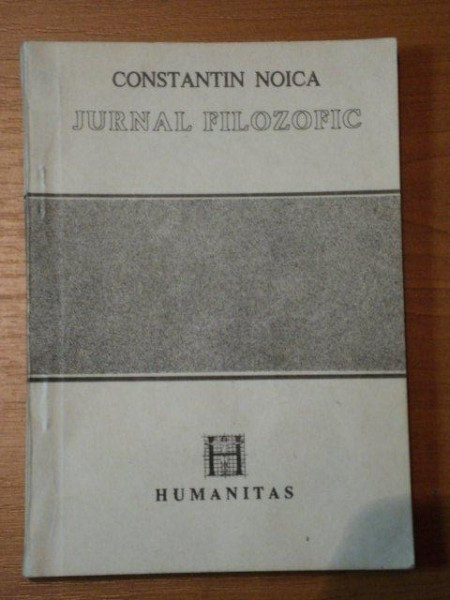 CONSTANTIN NOICA
JURNAL FILOZOFIC
H
HUMANITAS